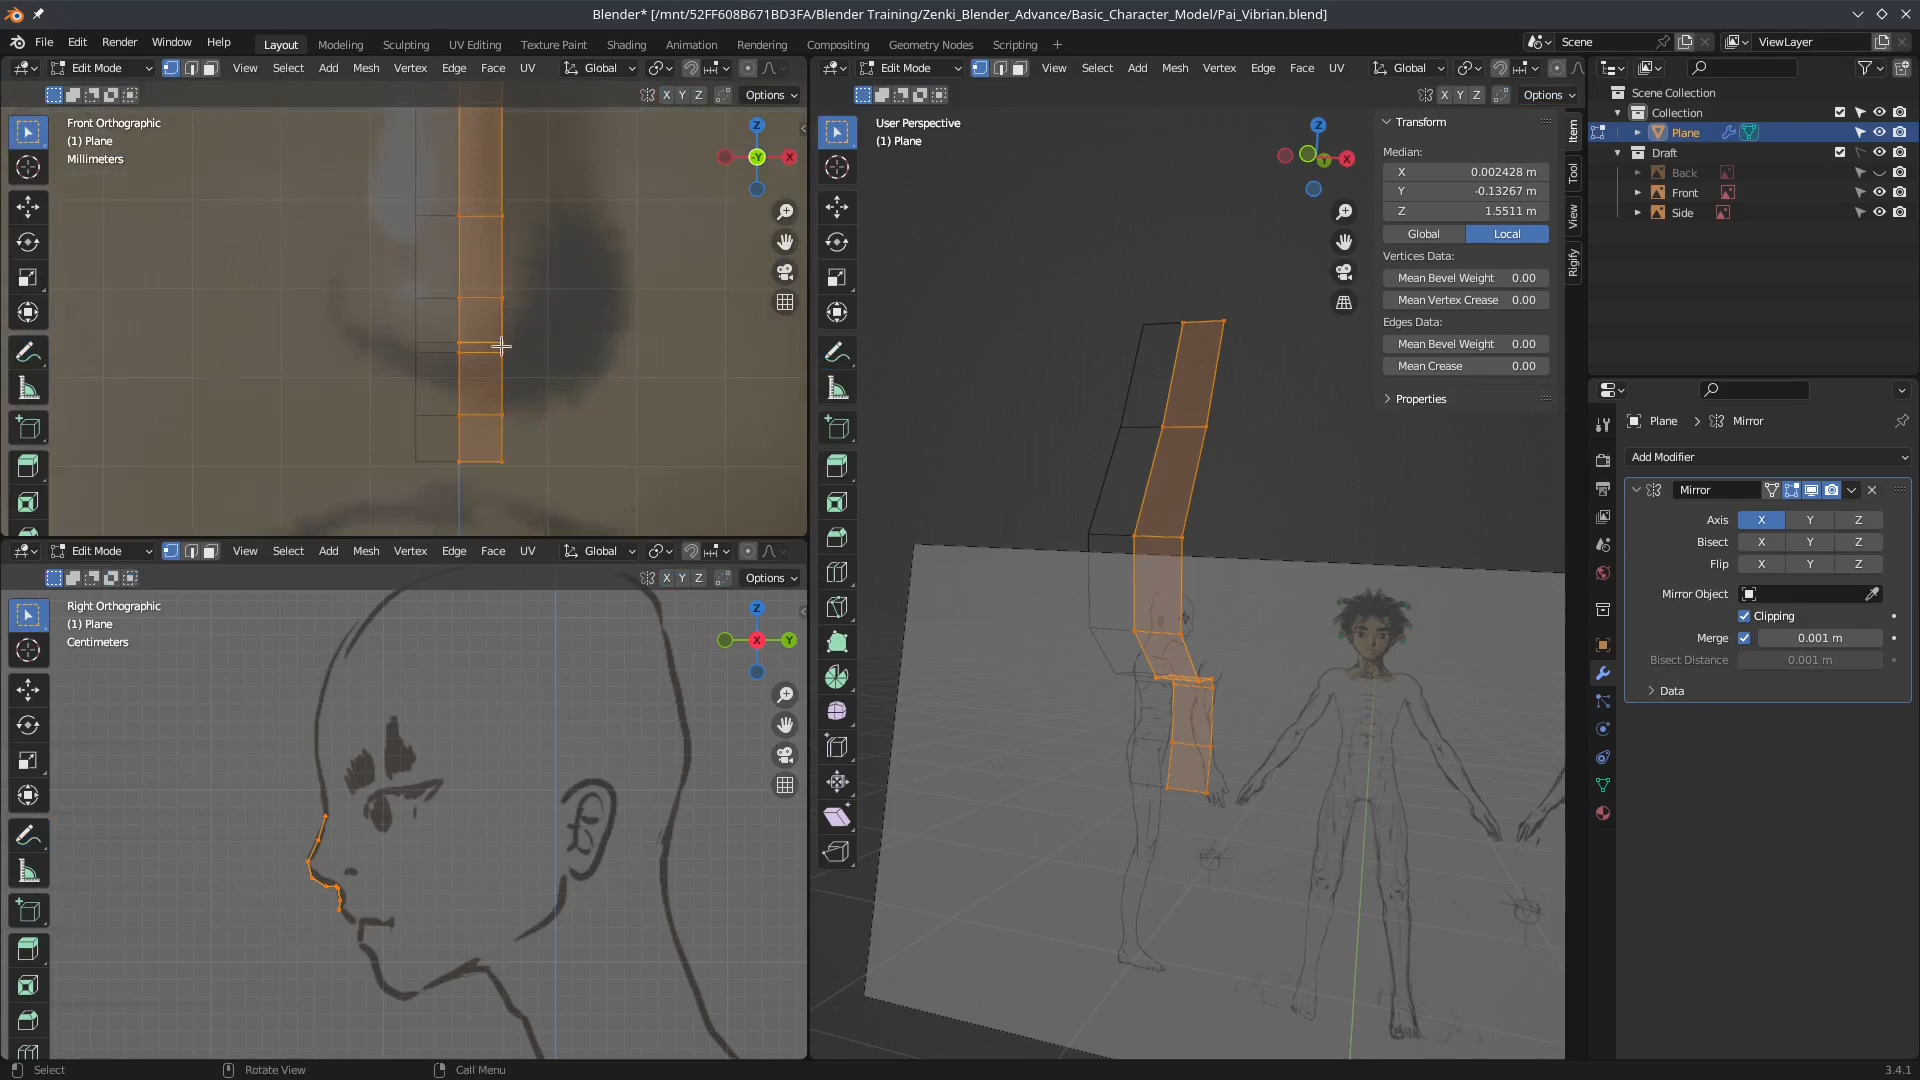 Blender* [/mnt/52FF608B671BD3FA/Blender Training/Zenki_Blender_Advance/Basic_Character_Model/Pai_Vibrian.blend]
File Edit Render Window Help Layout Modeling Sculpting UV Editing Texture Paint Shading Animation Rendering Compositing Geometry Nodes Scripting + Scene ViewLayer
Edit Mode View Select Add Mesh Vertex Edge Face UV Global
X Y Z Options
Front Orthographic
(1) Plane
Millimeters
Z
-Y X
Edit Mode View Select Add Mesh Vertex Edge Face UV Global
X Y Z Options
User Perspective
(1) Plane
Z
Y X
Transform
Median:
X 0.002428 m
Y -0.13267 m
Z 1.5511 m
Global Local
Vertices Data:
Mean Bevel Weight 0.00
Mean Vertex Crease 0.00
Edges Data:
Mean Bevel Weight 0.00
Mean Crease 0.00
Properties
Item
Tool
View
Rigify
Edit Mode View Select Add Mesh Vertex Edge Face UV Global
X Y Z Options
Right Orthographic
(1) Plane
Centimeters
Z
X Y
Scene Collection
Collection
Plane
Draft
Back
Front
Side
Plane > Mirror
Add Modifier
Mirror
Axis X Y Z
Bisect X Y Z
Flip X Y Z
Mirror Object
Clipping
Merge 0.001 m
Bisect Distance 0.001 m
Data
Select Rotate View Call Menu 3.4.1